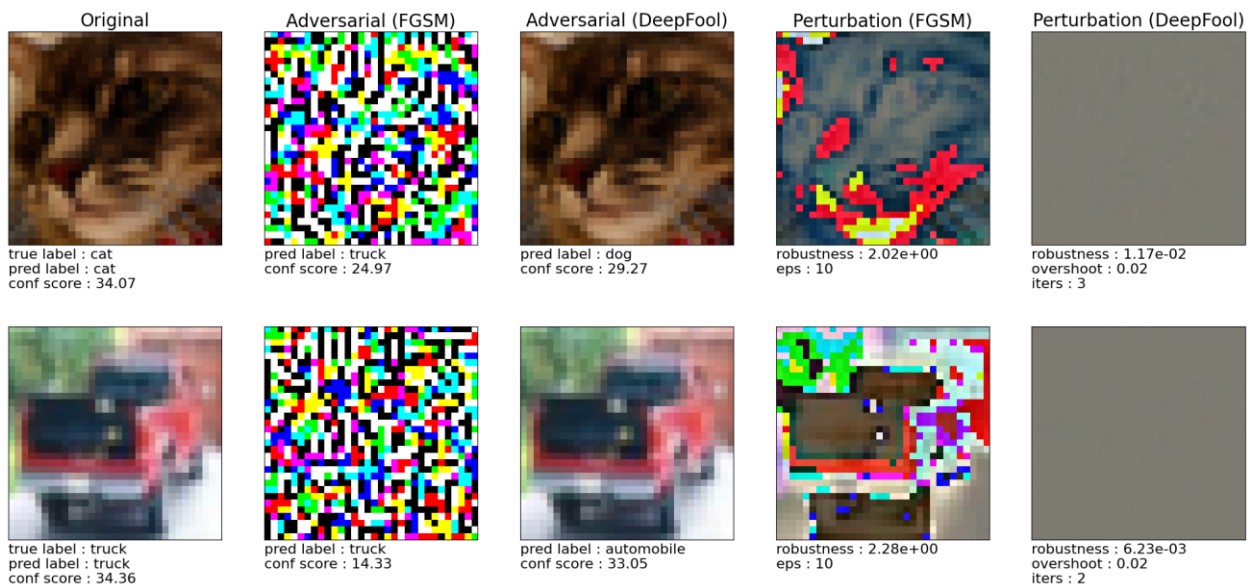 Original
Adversarial (FGSM)
Adversarial (DeepFool)
Perturbation (FGSM)
Perturbation (DeepFool)
true label : cat
pred label : cat
conf score : 34.07
pred label : truck
conf score : 24.97
pred label : dog
conf score : 29.27
robustness : 2.02e+00
eps : 10
robustness : 1.17e-02
overshoot : 0.02
iters : 3
true label : truck
pred label : truck
conf score : 34.36
pred label : truck
conf score : 14.33
pred label : automobile
conf score : 33.05
robustness : 2.28e+00
eps : 10
robustness : 6.23e-03
overshoot : 0.02
iters : 2